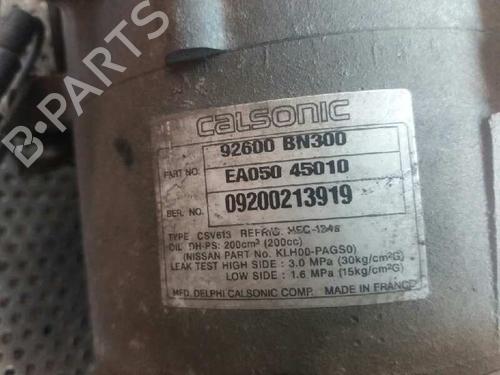 calsonic
92600 BN300
PART NO. EA050 45010
SER. NO. 09200213919
TYPE CSV613 REFRIG. HFC-134a
OIL DH-PS: 200cm³ (200cc)
(NISSAN PART No. KLH00-PAGS0)
LEAK TEST HIGH SIDE : 3.0 MPa (30kg/cm²G)
LOW SIDE : 1.6 MPa (15kg/cm²G)
MFD. DELPHI CALSONIC COMP. MADE IN FRANCE
B-PARTS